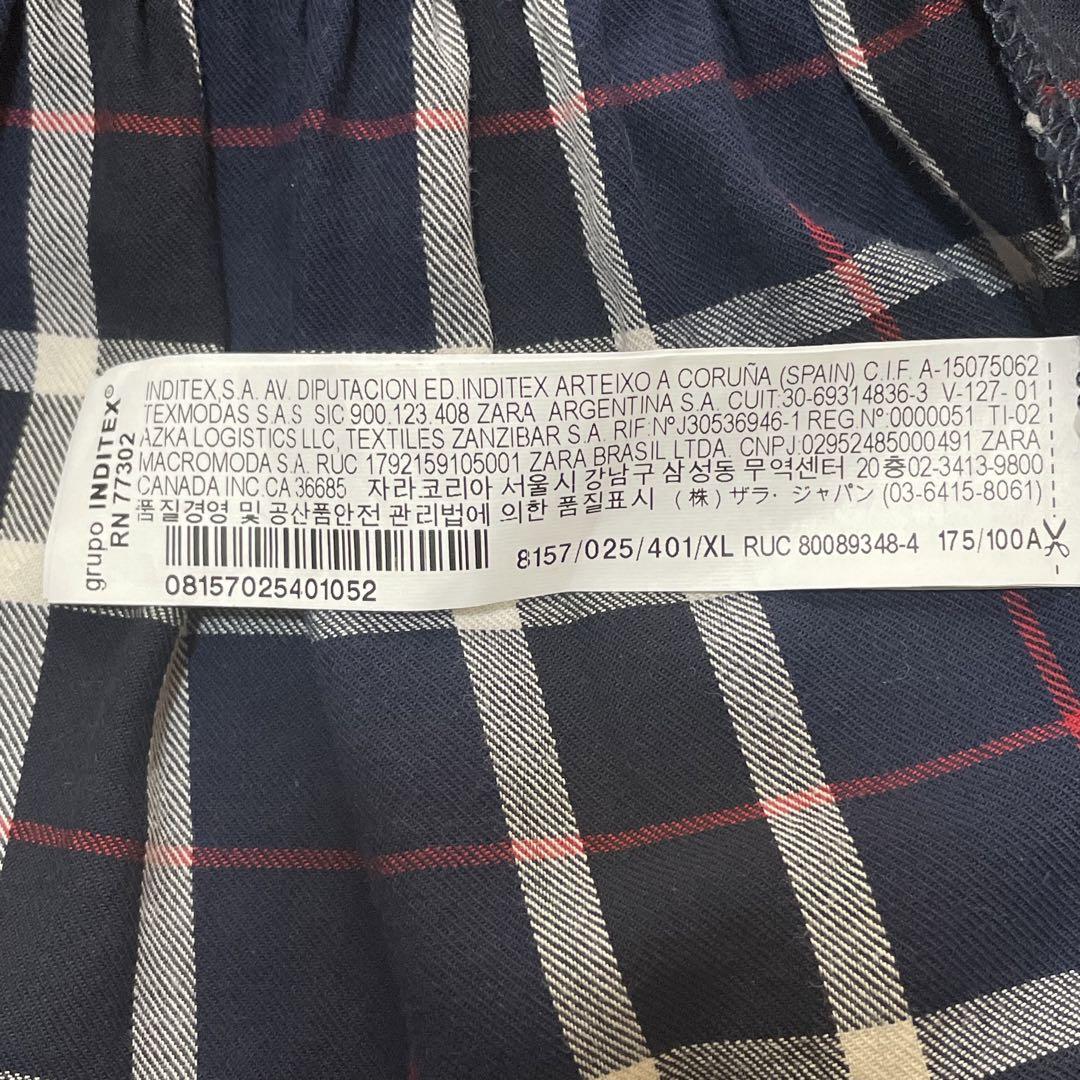 grupo INDITEX®
RN 77302
INDITEX,S.A. AV. DIPUTACION ED.INDITEX ARTEIXO A CORUÑA (SPAIN) C.I.F. A-15075062
TEXMODAS S.A.S. SIC 900.123.408 ZARA ARGENTINA S.A. CUIT:30-69314836-3 V-127-01
AZKA LOGISTICS LLC, TEXTILES ZANZIBAR S.A. RIF:NºJ30536946-1 REG.Nº:0000051 TI-02
MACROMODA S.A. RUC 1792159105001 ZARA BRASIL LTDA. CNPJ:02952485000491 ZARA
CANADA INC.CA 36685 자라코리아 서울시 강남구 삼성동 무역센터 20층02-3413-9800
품질경영 및 공산품안전 관리법에 의한 품질표시 (株) ザラ・ジャパン (03-6415-8061)
8157/025/401/XL RUC 80089348-4 175/100A
08157025401052